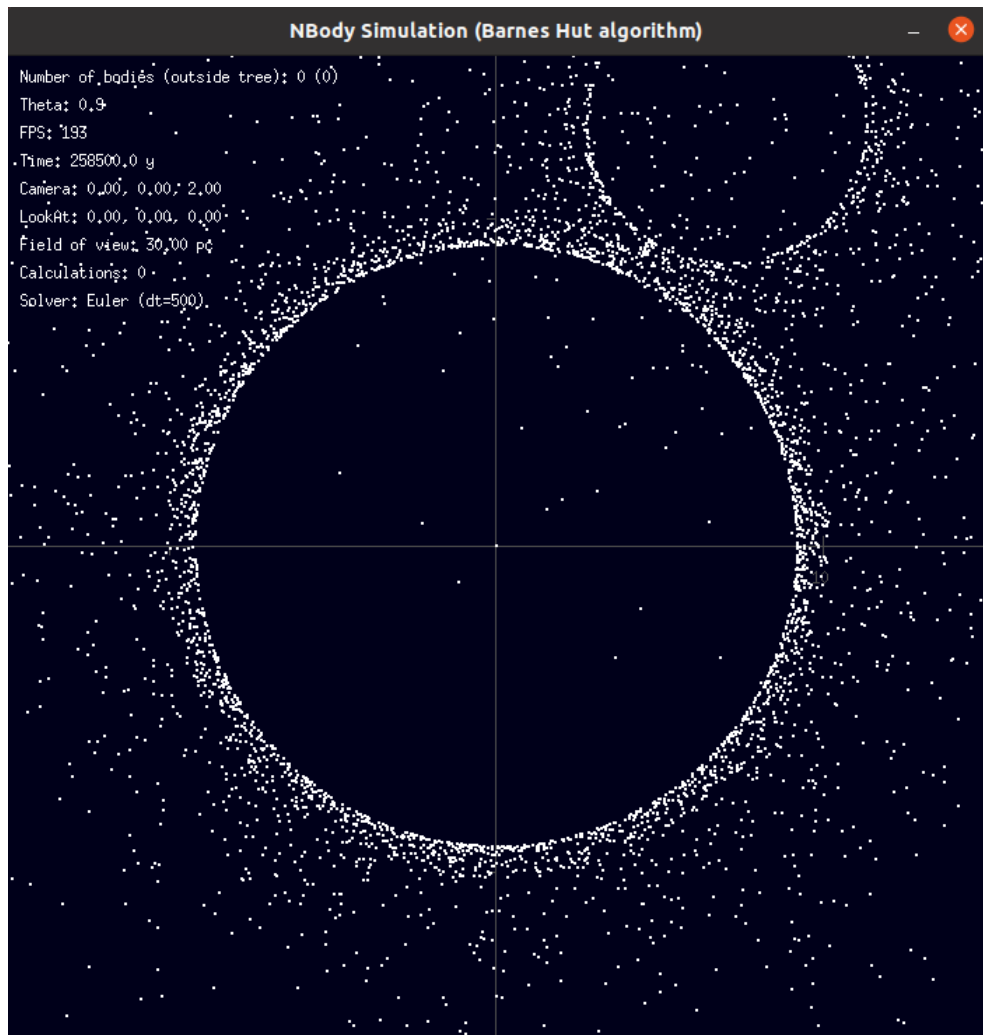 NBody Simulation (Barnes Hut algorithm)
Number of bodies (outside tree): 0 (0)
Theta: 0.9
FPS: 193
Time: 258500.0 y
Camera: 0.00, 0.00, 2.00
LookAt: 0.00, 0.00, 0.00
Field of view: 30.00 pc
Calculations: 0
Solver: Euler (dt=500)
10